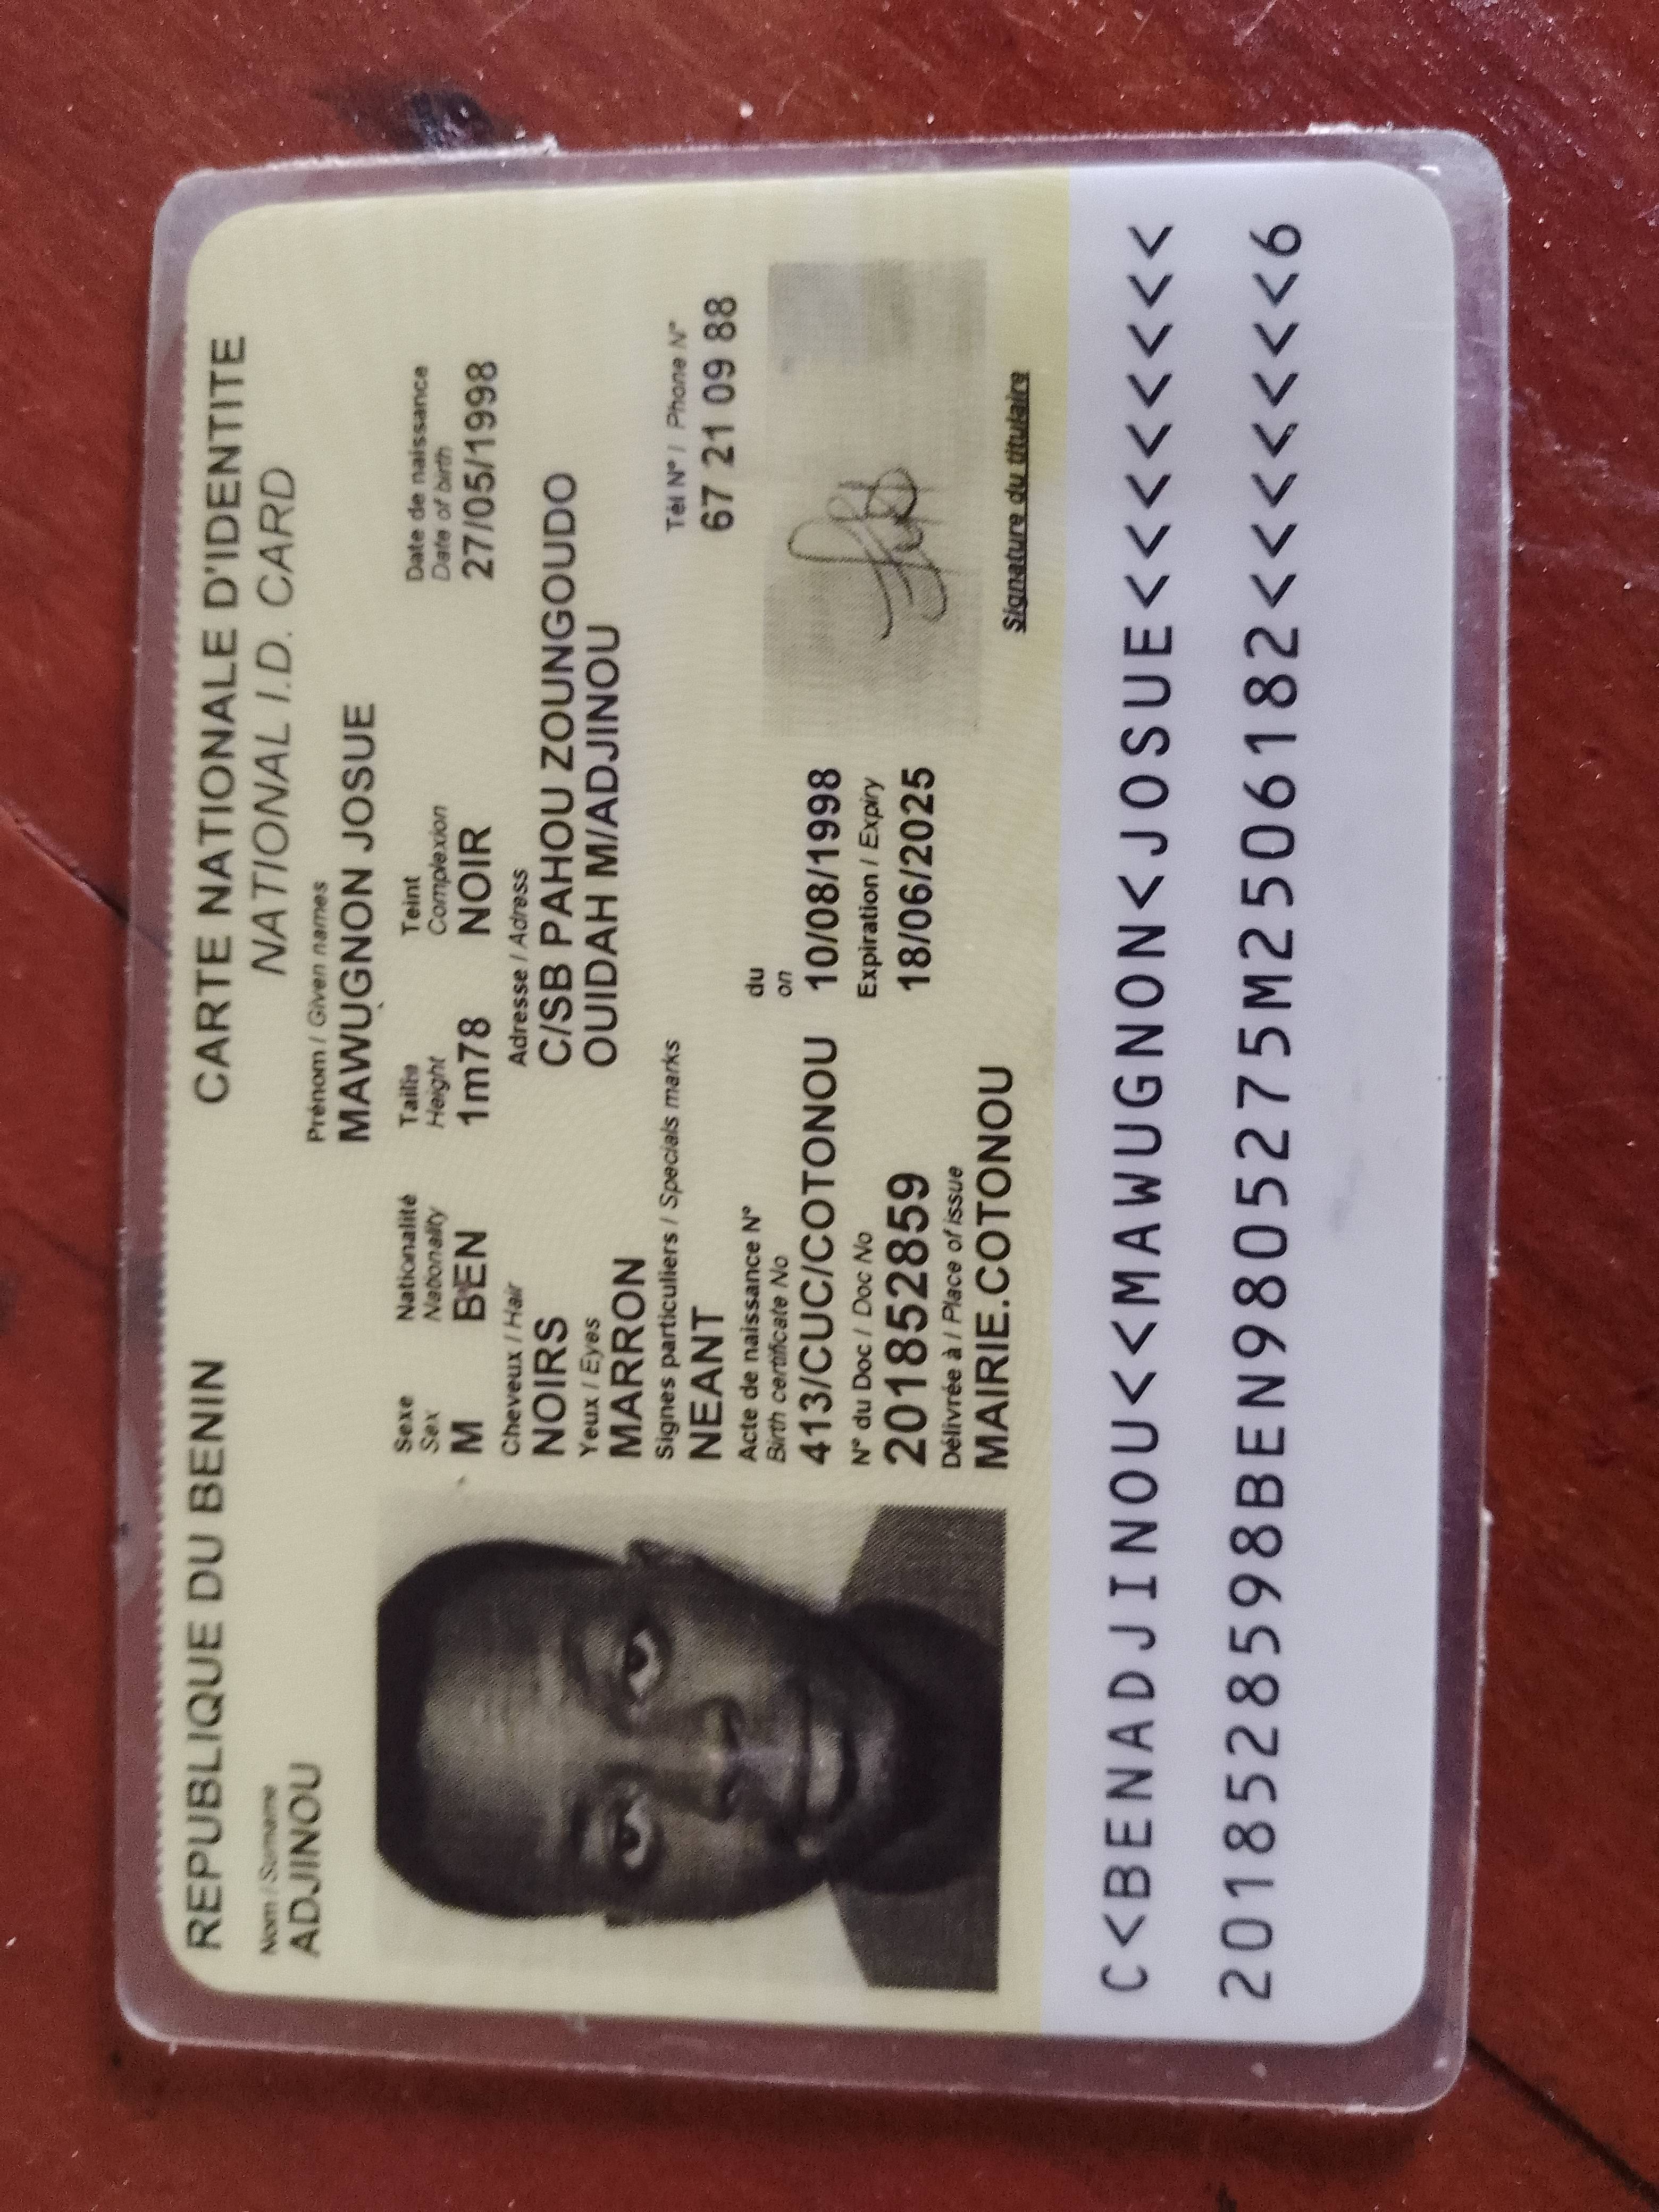 REPUBLIQUE DU BENIN
CARTE NATIONALE D'IDENTITE
NATIONAL I.D. CARD
Nom / Surname
ADJINOU
Prénom / Given names
MAWUGNON JOSUE
Sexe
Sex
M
Nationalité
Nationality
BEN
Taille
Height
1m78
Teint
Complexion
NOIR
Date de naissance
Date of birth
27/05/1998
Cheveux / Hair
NOIRS
Adresse / Adress
C/SB PAHOU ZOUNGOUDO
OUIDAH M/ADJINOU
Yeux / Eyes
MARRON
Signes particuliers / Specials marks
NEANT
Tél N° / Phone N°
67 21 09 88
Acte de naissance N°
Birth certificate No
413/CUC/COTONOU
du
on
10/08/1998
N° du Doc / Doc No
201852859
Expiration / Expiry
18/06/2025
Délivrée à / Place of issue
MAIRIE.COTONOU
Signature du titulaire
C<BENADJINOU<<MAWUGNON<JOSUE<<<<<<<<
2018528598BEN9805275M2506182<<<<<<<6